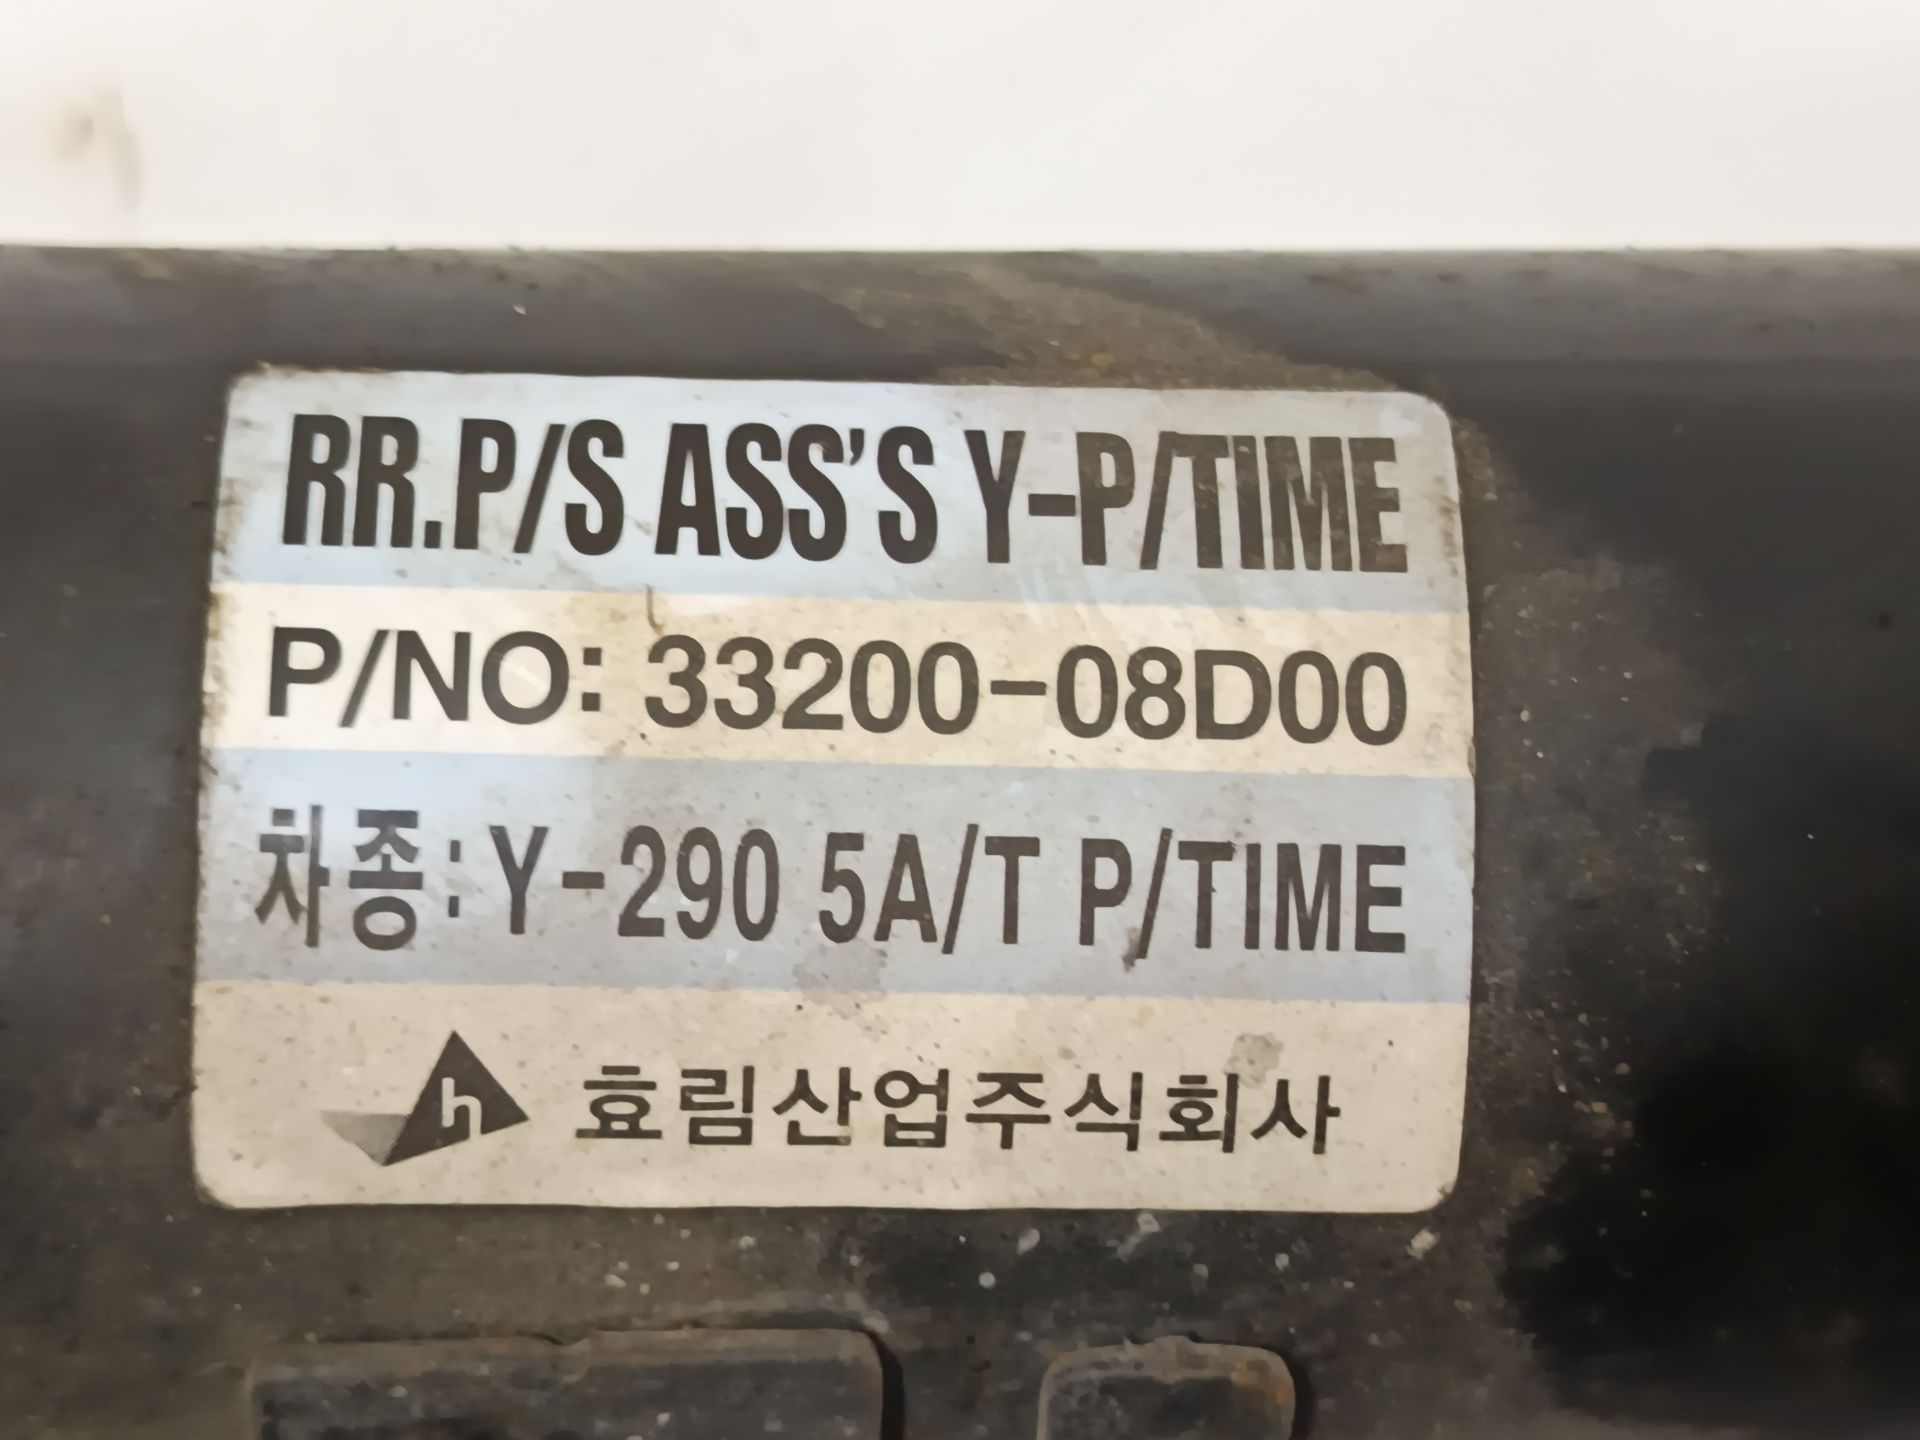 RR.P/S ASS'S Y-P/TIME
P/NO: 33200-08D00
차종: Y-290 5A/T P/TIME
h 효림산업주식회사